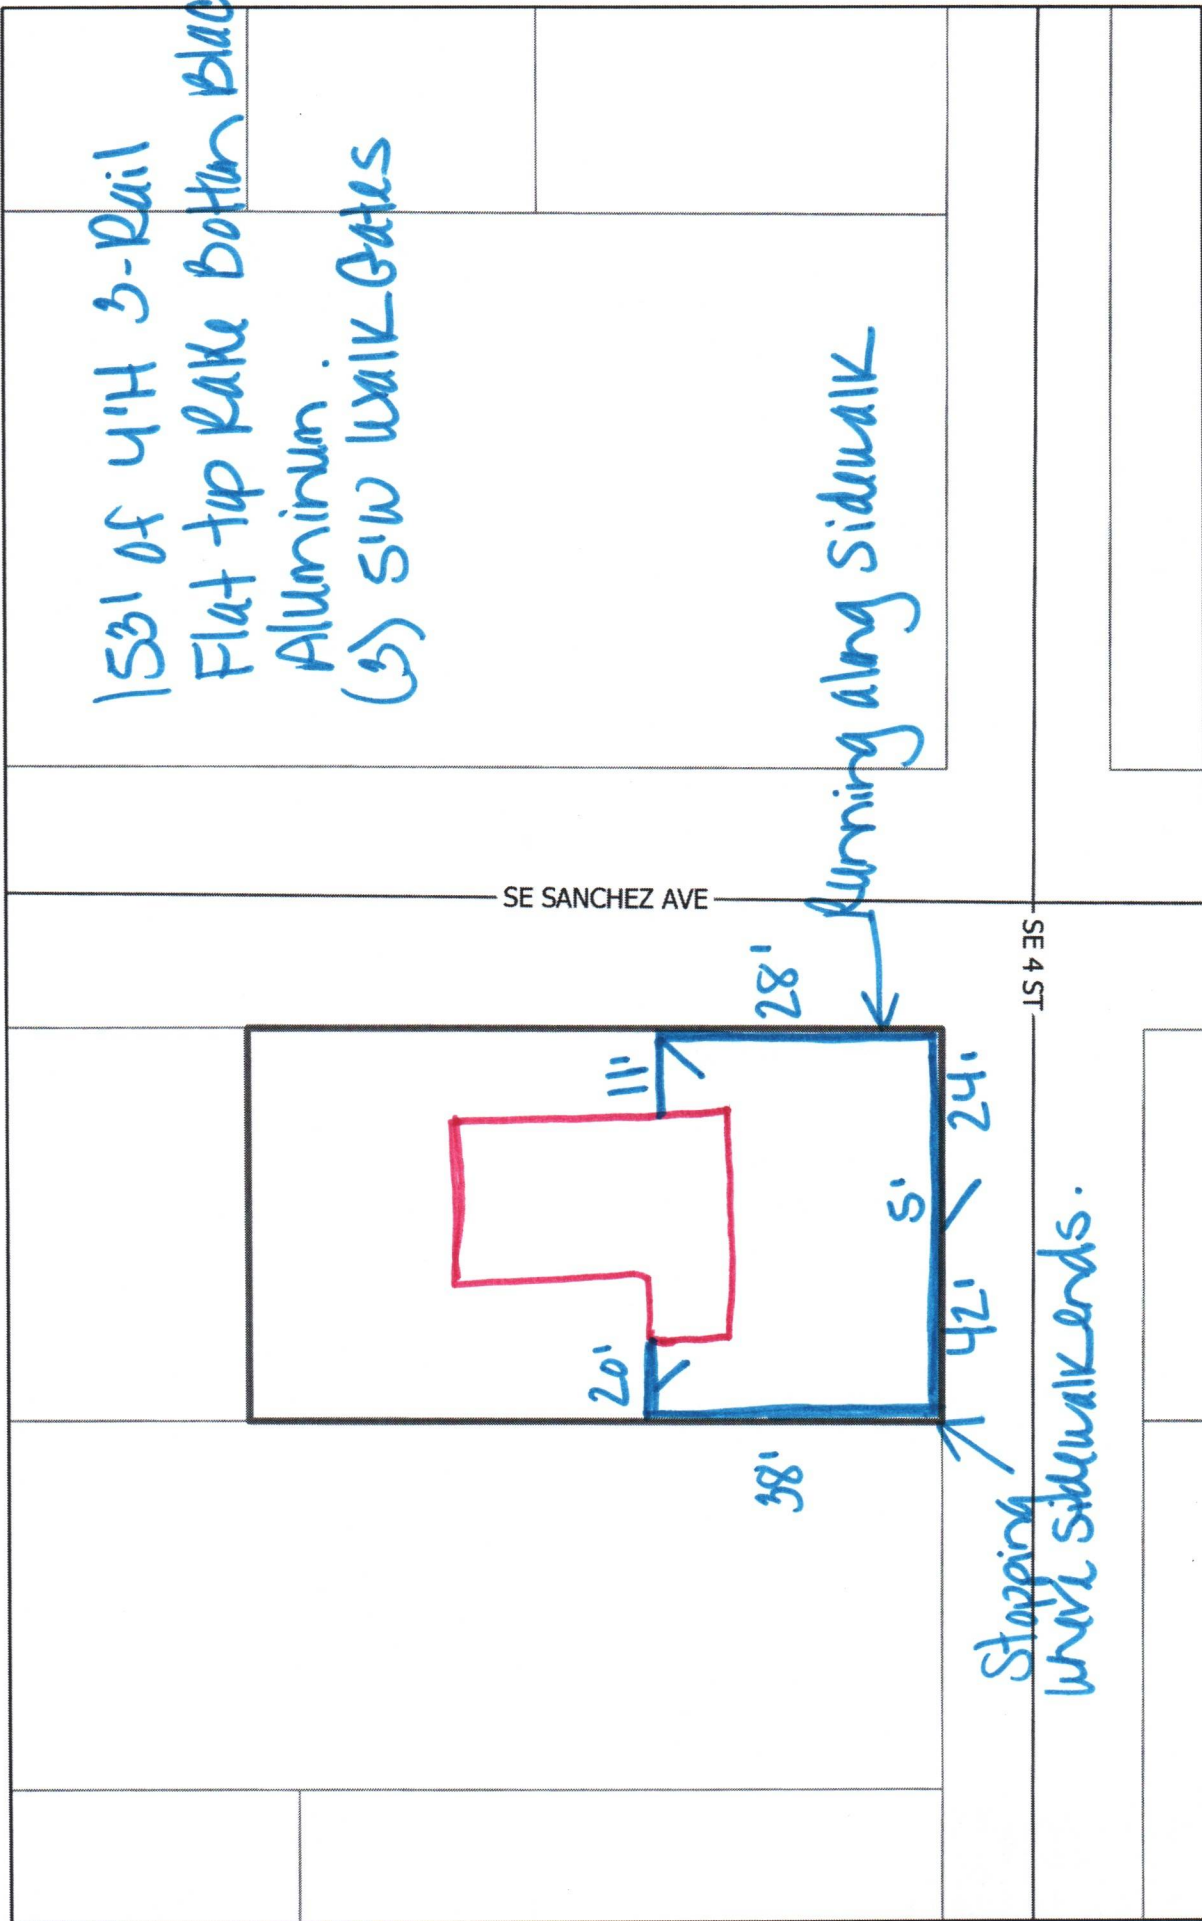 153' of 4'H 3-Rail
Flat top Rake Bottom Blac
Aluminum.
(3) 5'W Walk Gates
Running along sidewalk
SE SANCHEZ AVE
SE 4 ST
28'
11'
24'
5'
42'
20'
38'
Stopping
where sidewalk ends.